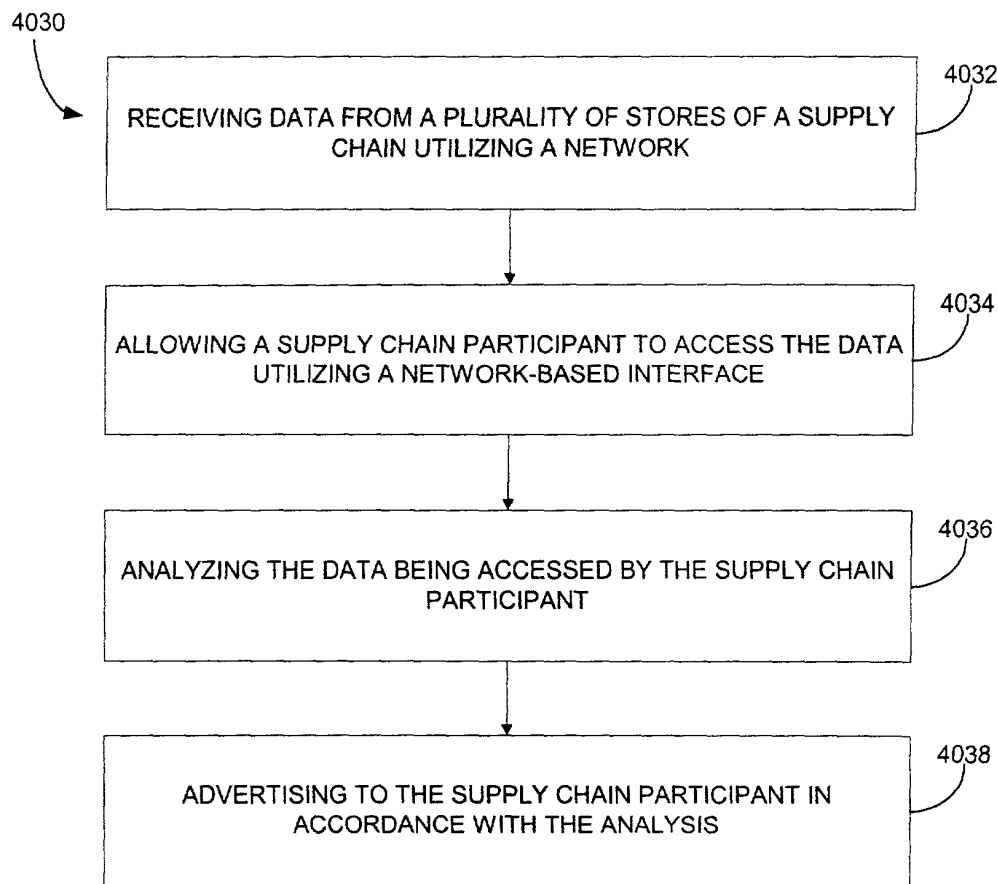 4030
4032
RECEIVING DATA FROM A PLURALITY OF STORES OF A SUPPLY
CHAIN UTILIZING A NETWORK
4034
ALLOWING A SUPPLY CHAIN PARTICIPANT TO ACCESS THE DATA
UTILIZING A NETWORK-BASED INTERFACE
4036
ANALYZING THE DATA BEING ACCESSED BY THE SUPPLY CHAIN
PARTICIPANT
4038
ADVERTISING TO THE SUPPLY CHAIN PARTICIPANT IN
ACCORDANCE WITH THE ANALYSIS